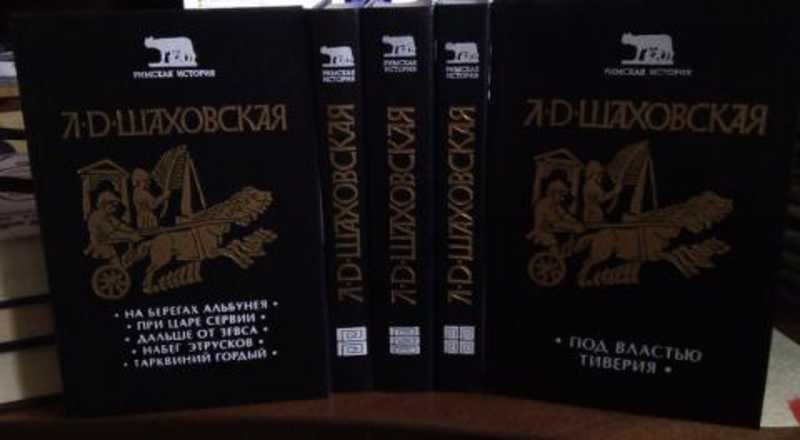 РИМСКАЯ ИСТОРИЯ
Л·Д·ШАХОВСКАЯ
• НА БЕРЕГАХ АЛЬБУНЕЯ •
• ПРИ ЦАРЕ СЕРВИИ •
• ДАЛЬШЕ ОТ ЗЕВСА •
• НАБЕГ ЭТРУСКОВ •
• ТАРКВИНИЙ ГОРДЫЙ •
РИМСКАЯ
ИСТОРИЯ
Л·Д·ШАХОВСКАЯ
РИМСКАЯ
ИСТОРИЯ
Л·Д·ШАХОВСКАЯ
РИМСКАЯ
ИСТОРИЯ
Л·Д·ШАХОВСКАЯ
РИМСКАЯ ИСТОРИЯ
Л·Д·ШАХОВСКАЯ
• ПОД ВЛАСТЬЮ
ТИВЕРИЯ •